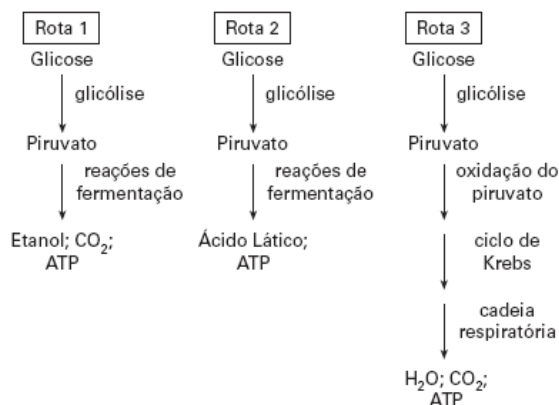 Rota 1
Glicose
glicólise
Piruvato
reações de
fermentação
Etanol; CO₂;
ATP
Rota 2
Glicose
glicólise
Piruvato
reações de
fermentação
Ácido Lático;
ATP
Rota 3
Glicose
glicólise
Piruvato
oxidação do
piruvato
ciclo de
Krebs
cadeia
respiratória
H₂O; CO₂;
ATP